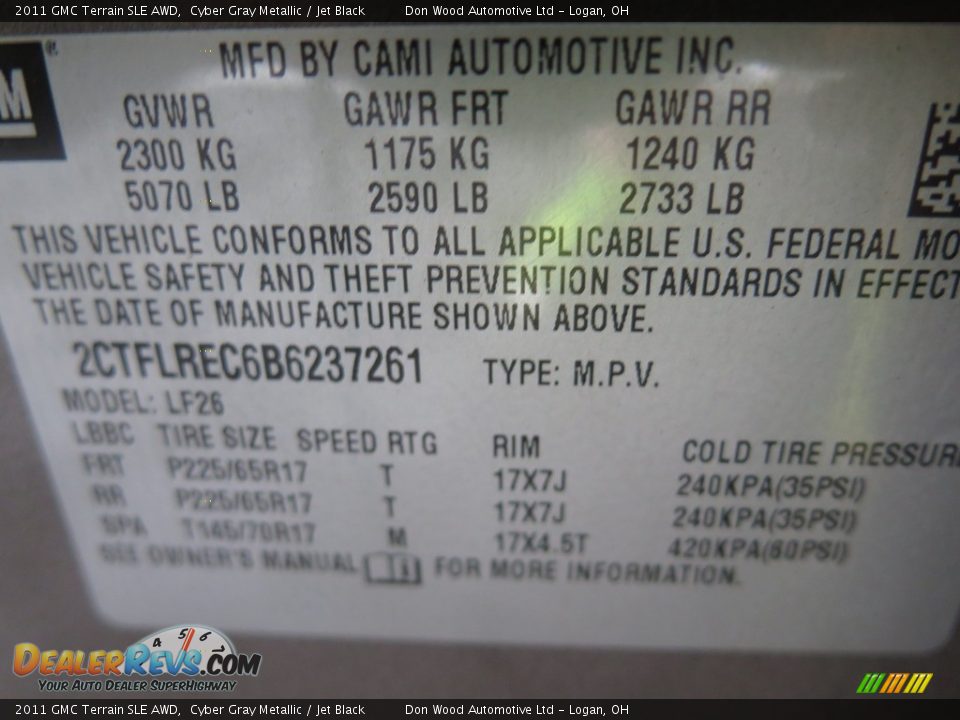 2011 GMC Terrain SLE AWD, Cyber Gray Metallic / Jet Black Don Wood Automotive Ltd - Logan, OH
GM ®
MFD BY CAMI AUTOMOTIVE INC.
GVWR GAWR FRT GAWR RR
2300 KG 1175 KG 1240 KG
5070 LB 2590 LB 2733 LB
THIS VEHICLE CONFORMS TO ALL APPLICABLE U.S. FEDERAL MO
VEHICLE SAFETY AND THEFT PREVENTION STANDARDS IN EFFECT
THE DATE OF MANUFACTURE SHOWN ABOVE.
2CTFLREC6B6237261 TYPE: M.P.V.
MODEL: LF26
LBBC TIRE SIZE SPEED RTG RIM COLD TIRE PRESSUR
FRT P225/65R17 T 17X7J 240KPA(35PSI)
RR P225/65R17 T 17X7J 240KPA(35PSI)
SPA T145/70R17 M 17X4.5T 420KPA(60PSI)
SEE OWNER'S MANUAL i FOR MORE INFORMATION.
4 5 6
DEALERREVS.COM
YOUR AUTO DEALER SUPERHIGHWAY
2011 GMC Terrain SLE AWD, Cyber Gray Metallic / Jet Black Don Wood Automotive Ltd - Logan, OH